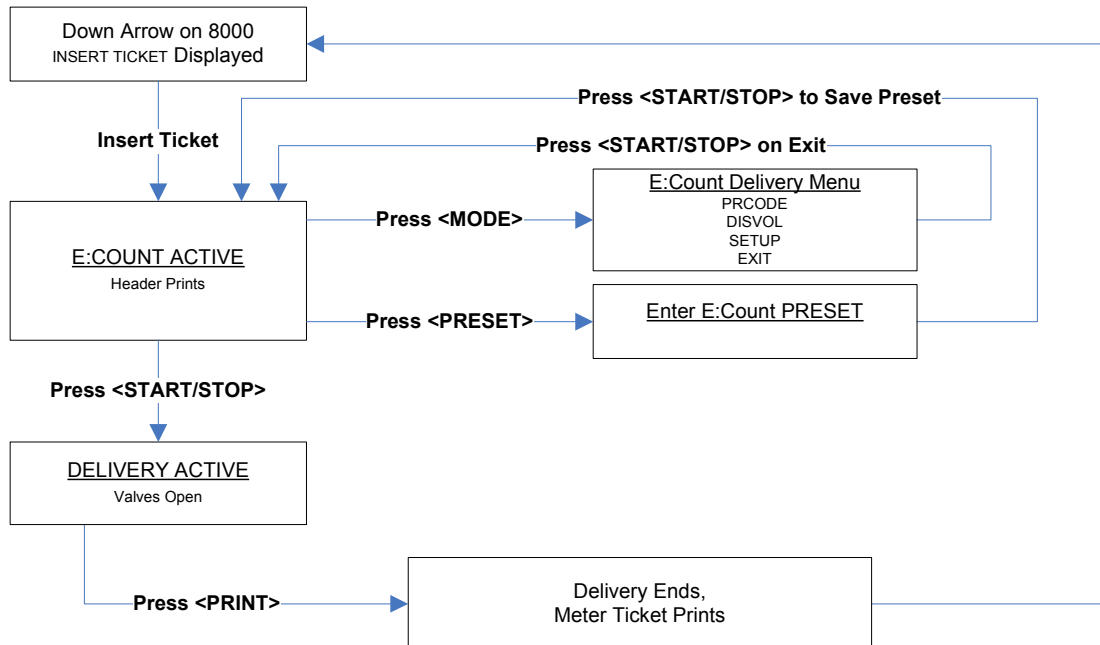 Down Arrow on 8000
INSERT TICKET Displayed
Press <START/STOP> to Save Preset
Insert Ticket
Press <START/STOP> on Exit
E:Count Delivery Menu
PRCODE
DISVOL
SETUP
EXIT
Press <MODE>
E:COUNT ACTIVE
Header Prints
Press <PRESET>
Enter E:Count PRESET
Press <START/STOP>
DELIVERY ACTIVE
Valves Open
Press <PRINT>
Delivery Ends,
Meter Ticket Prints